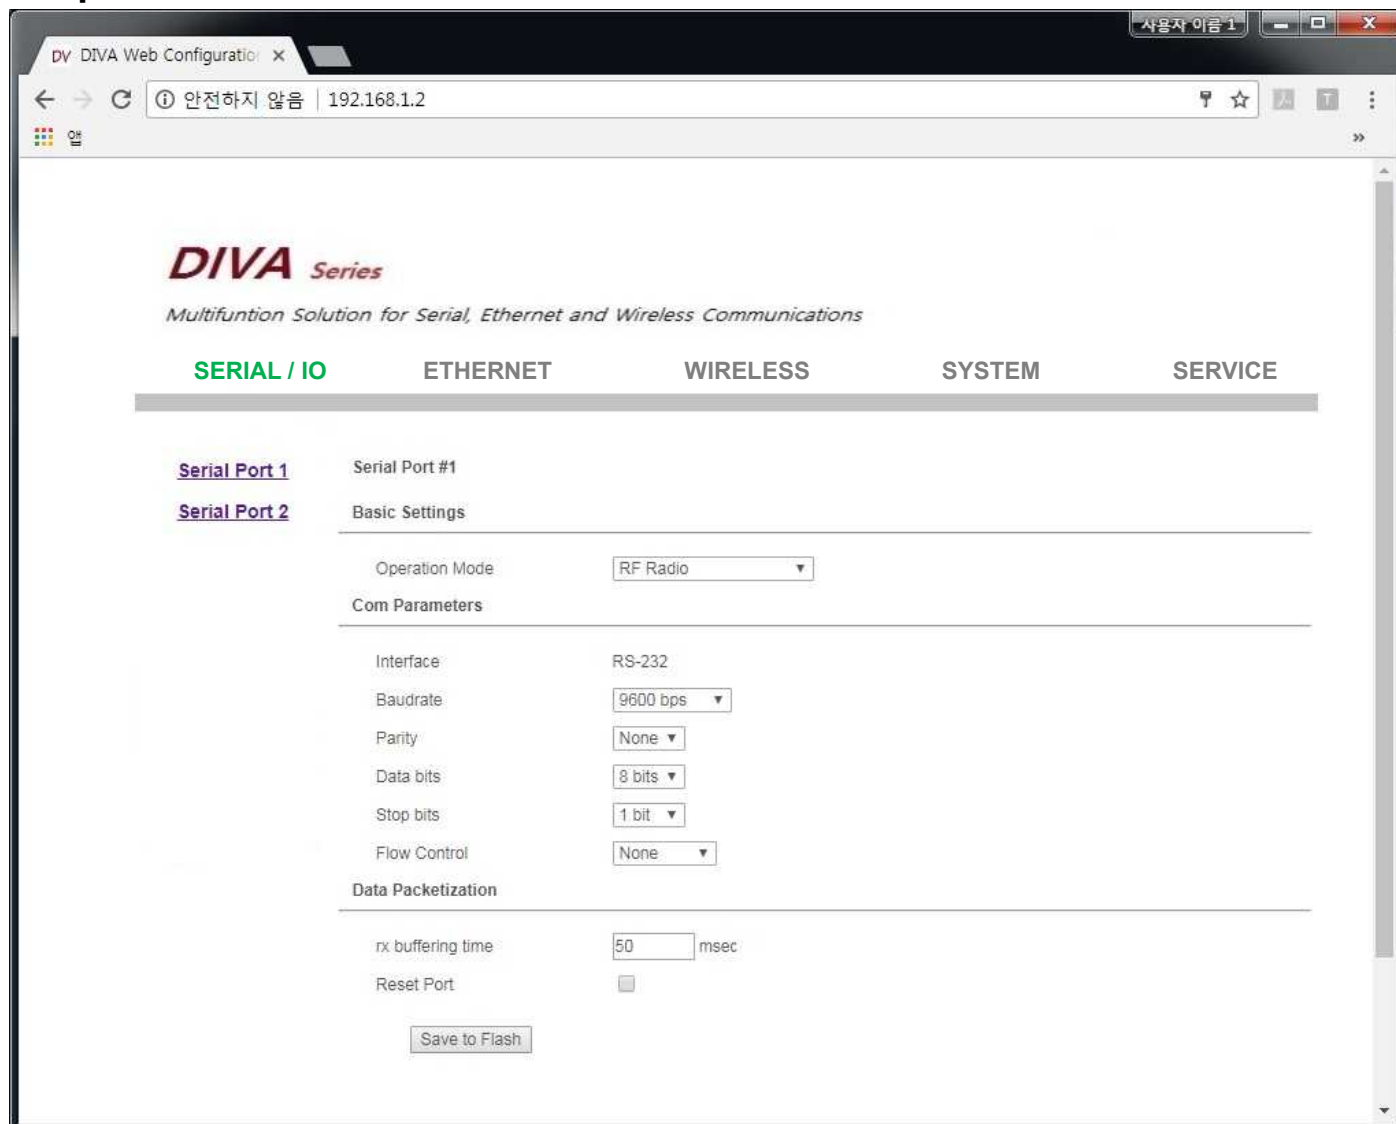 사용자 이름 1
DV DIVA Web Configuratio
안전하지 않음 | 192.168.1.2
앱
DIVA Series
Multifuntion Solution for Serial, Ethernet and Wireless Communications
SERIAL / IO ETHERNET WIRELESS SYSTEM SERVICE
Serial Port 1
Serial Port #1
Serial Port 2
Basic Settings
Operation Mode RF Radio
Com Parameters
Interface RS-232
Baudrate 9600 bps
Parity None
Data bits 8 bits
Stop bits 1 bit
Flow Control None
Data Packetization
rx buffering time 50 msec
Reset Port
Save to Flash